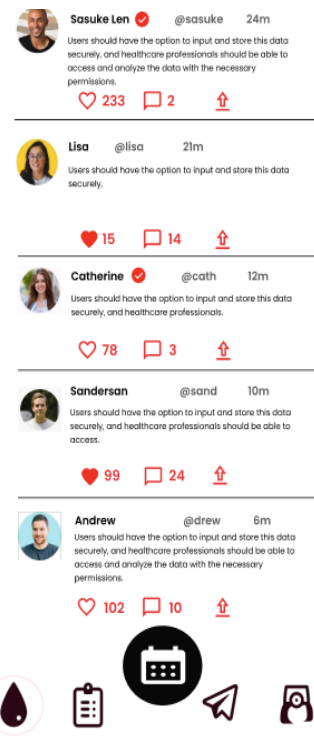 Sasuke Len @sasuke 24m
Users should have the option to input and store this data
securely, and healthcare professionals should be able to
access and analyze the data with the necessary
permissions.
233 2
Lisa @lisa 21m
Users should have the option to input and store this data
securely,
15 14
Catherine @cath 12m
Users should have the option to input and store this data
securely, and healthcare professionals.
78 3
Sandersan @sand 10m
Users should have the option to input and store this data
securely, and healthcare professionals should be able to
access.
99 24
Andrew @drew 6m
Users should have the option to input and store this data
securely, and healthcare professionals should be able to
access and analyze the data with the necessary
permissions.
102 10